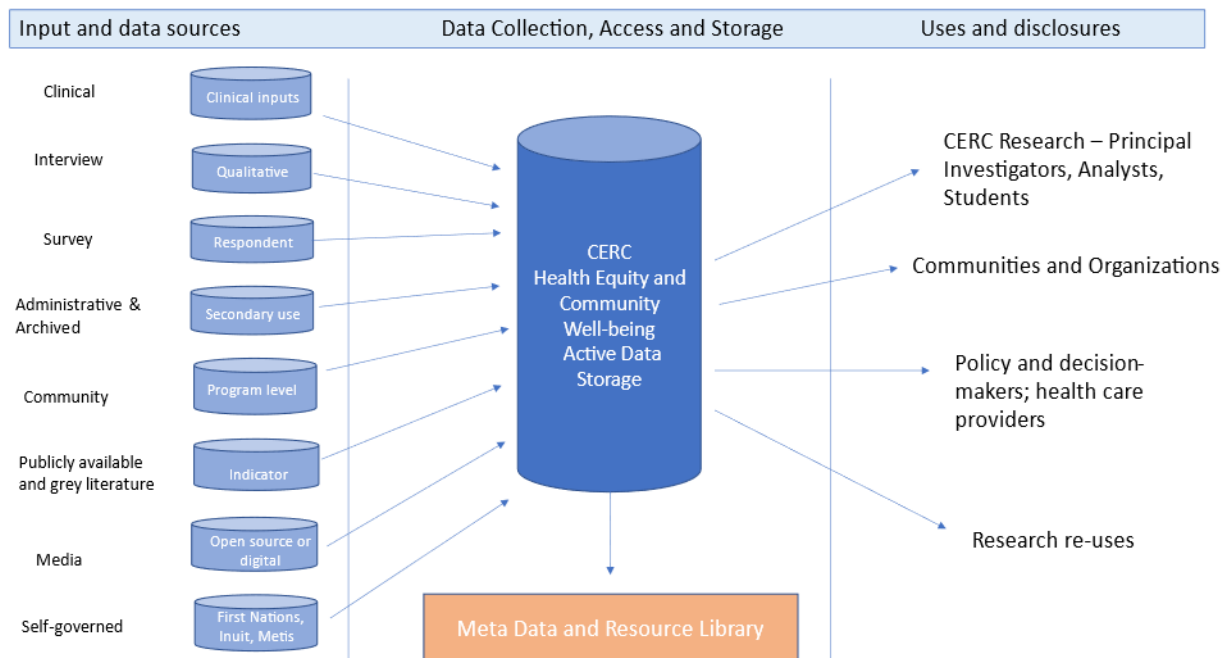 Input and data sources
Data Collection, Access and Storage
Uses and disclosures
Clinical
Clinical inputs
Interview
Qualitative
Survey
Respondent
Administrative &
Archived
Secondary use
Community
Program level
Publicly available
and grey literature
Indicator
Media
Open source or
digital
Self-governed
First Nations,
Inuit, Metis
CERC
Health Equity and
Community
Well-being
Active Data
Storage
Meta Data and Resource Library
CERC Research – Principal
Investigators, Analysts,
Students
Communities and Organizations
Policy and decision-
makers; health care
providers
Research re-uses